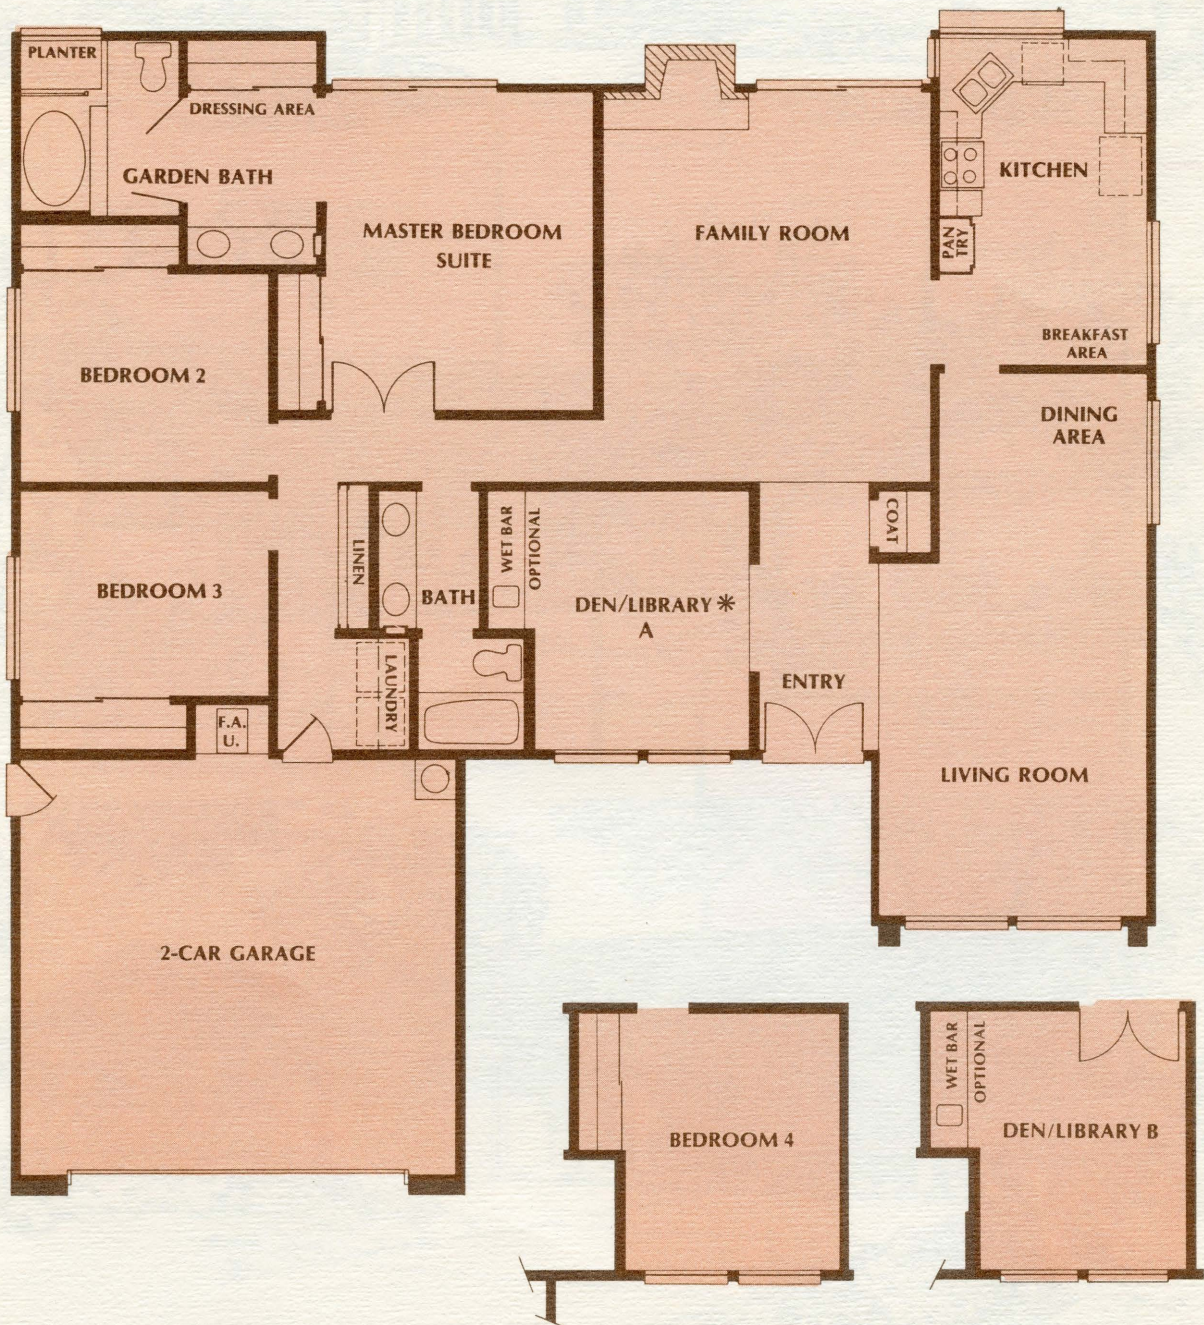 PLANTER
DRESSING AREA
GARDEN BATH
KITCHEN
MASTER BEDROOM
SUITE
FAMILY ROOM
PAN
TRY
BREAKFAST
AREA
BEDROOM 2
DINING
AREA
BEDROOM 3
LINEN
BATH
WET BAR
OPTIONAL
DEN/LIBRARY *
A
COAT
ENTRY
LAUNDRY
F.A.
U.
LIVING ROOM
2-CAR GARAGE
BEDROOM 4
WET BAR
OPTIONAL
DEN/LIBRARY B